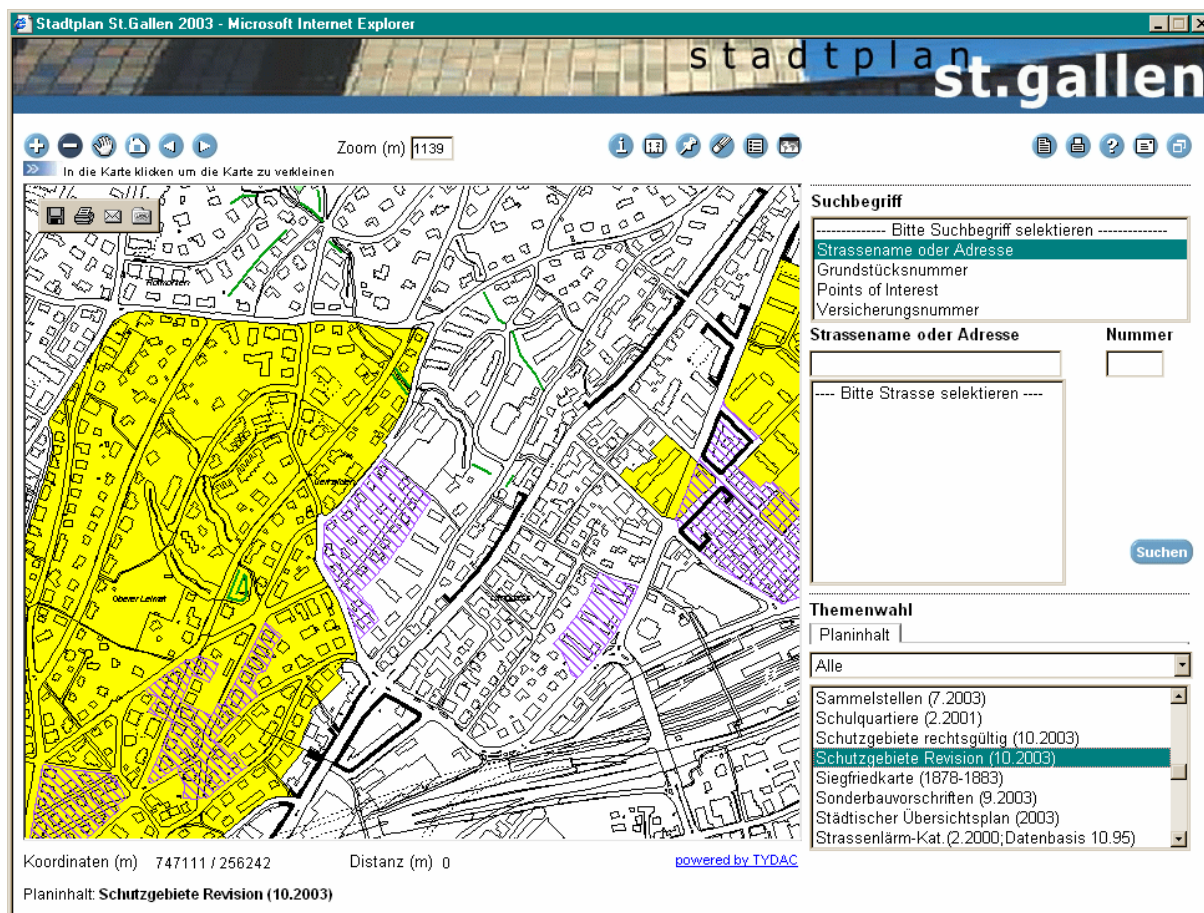 Stadtplan St.Gallen 2003 - Microsoft Internet Explorer
stadtplan
st.gallen
Zoom (m) 1139
In die Karte klicken um die Karte zu verkleinen
Suchbegriff
------------- Bitte Suchbegriff selektieren -------------
Strassename oder Adresse
Grundstücksnummer
Points of Interest
Versicherungsnummer
Strassename oder Adresse Nummer
---- Bitte Strasse selektieren ----
Suchen
Themenwahl
Planinhalt
Alle
Sammelstellen (7.2003)
Schulquartiere (2.2001)
Schutzgebiete rechtsgültig (10.2003)
Schutzgebiete Revision (10.2003)
Siegfriedkarte (1878-1883)
Sonderbauvorschriften (9.2003)
Städtischer Übersichtsplan (2003)
Strassenlärm-Kat.(2.2000;Datenbasis 10.95)
Koordinaten (m) 747111 / 256242 Distanz (m) 0 powered by TYDAC
Planinhalt: Schutzgebiete Revision (10.2003)